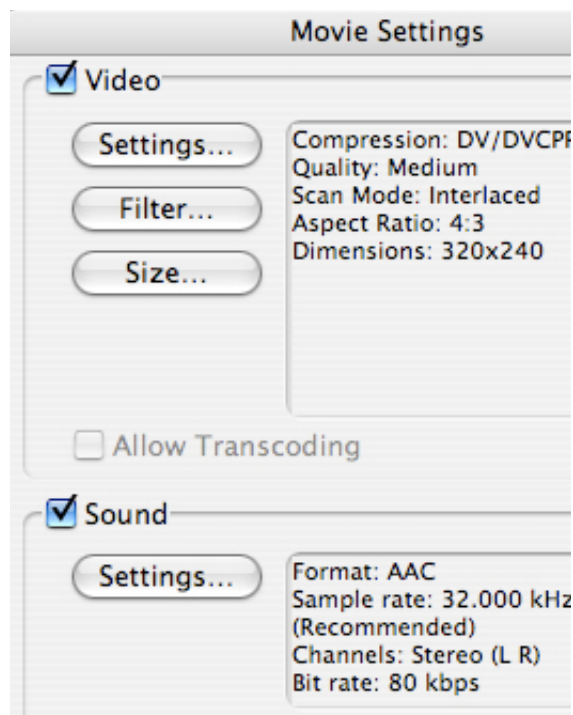 Movie Settings
Video
Settings...
Compression: DV/DVCPR
Quality: Medium
Filter...
Scan Mode: Interlaced
Aspect Ratio: 4:3
Size...
Dimensions: 320x240
Allow Transcoding
Sound
Settings...
Format: AAC
Sample rate: 32.000 kHz
(Recommended)
Channels: Stereo (L R)
Bit rate: 80 kbps